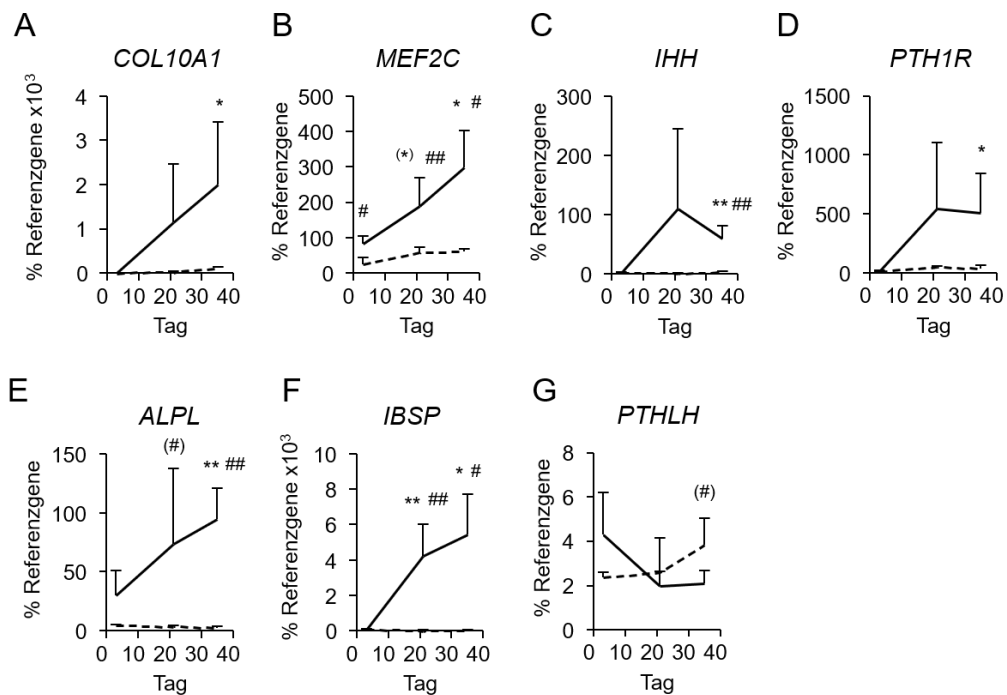 A
COL10A1
% Referenzgene x10³
4
3
2
1
0
*
0 10 20 30 40
Tag
B
MEF2C
% Referenzgene
500
400
300
200
100
0
#
(*) ##
* #
0 10 20 30 40
Tag
C
IHH
% Referenzgene
300
200
100
0
** ##
0 10 20 30 40
Tag
D
PTH1R
% Referenzgene
1500
1000
500
0
*
0 10 20 30 40
Tag
E
ALPL
% Referenzgene
150
100
50
0
(#)
** ##
0 10 20 30 40
Tag
F
IBSP
% Referenzgene x10³
10
8
6
4
2
0
** ##
* #
0 10 20 30 40
Tag
G
PTHLH
% Referenzgene
8
6
4
2
0
(#)
0 10 20 30 40
Tag